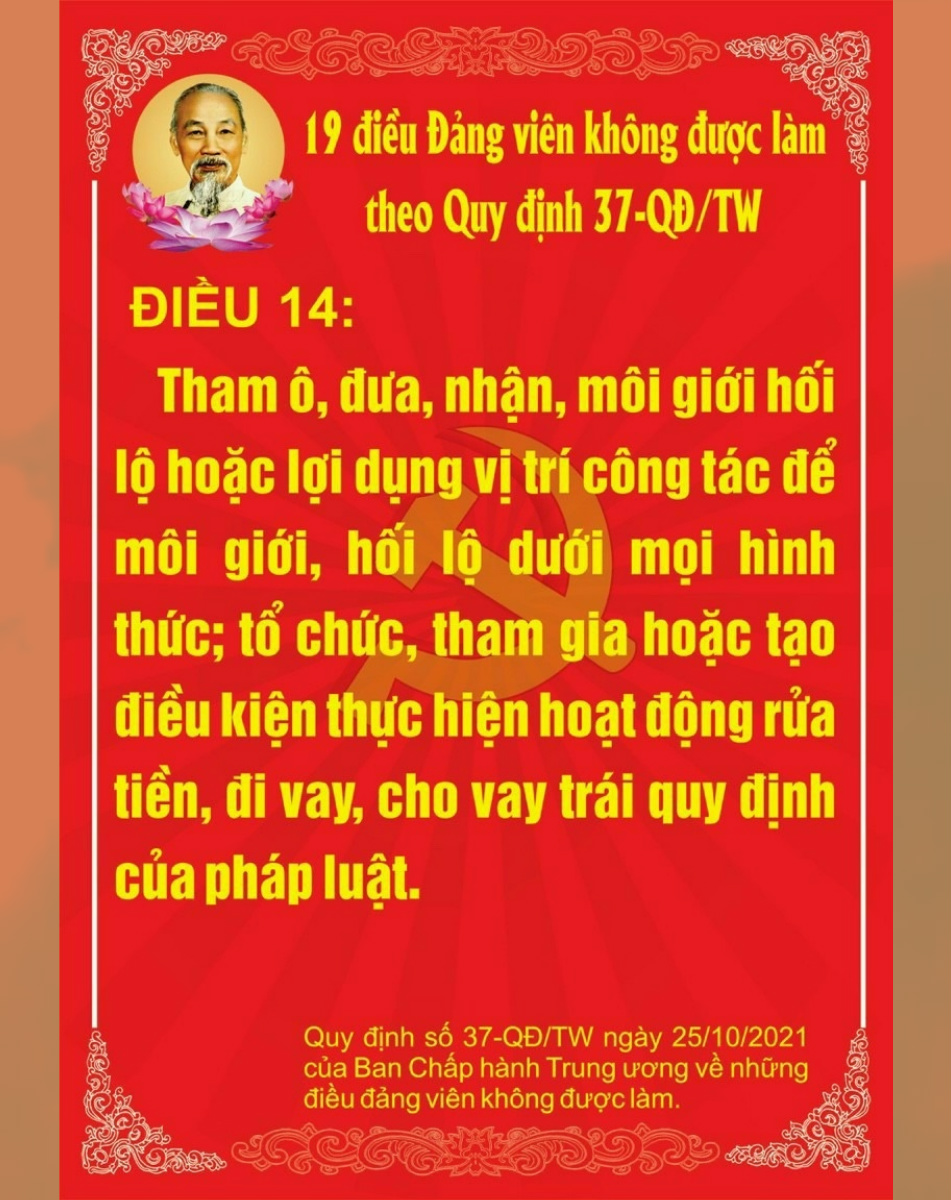 19 điều Đảng viên không được làm
theo Quy định 37-QĐ/TW
ĐIỀU 14:
Tham ô, đưa, nhận, môi giới hối
lộ hoặc lợi dụng vị trí công tác để
môi giới, hối lộ dưới mọi hình
thức; tổ chức, tham gia hoặc tạo
điều kiện thực hiện hoạt động rửa
tiền, đi vay, cho vay trái quy định
của pháp luật.
Quy định số 37-QĐ/TW ngày 25/10/2021
của Ban Chấp hành Trung ương về những
điều đảng viên không được làm.